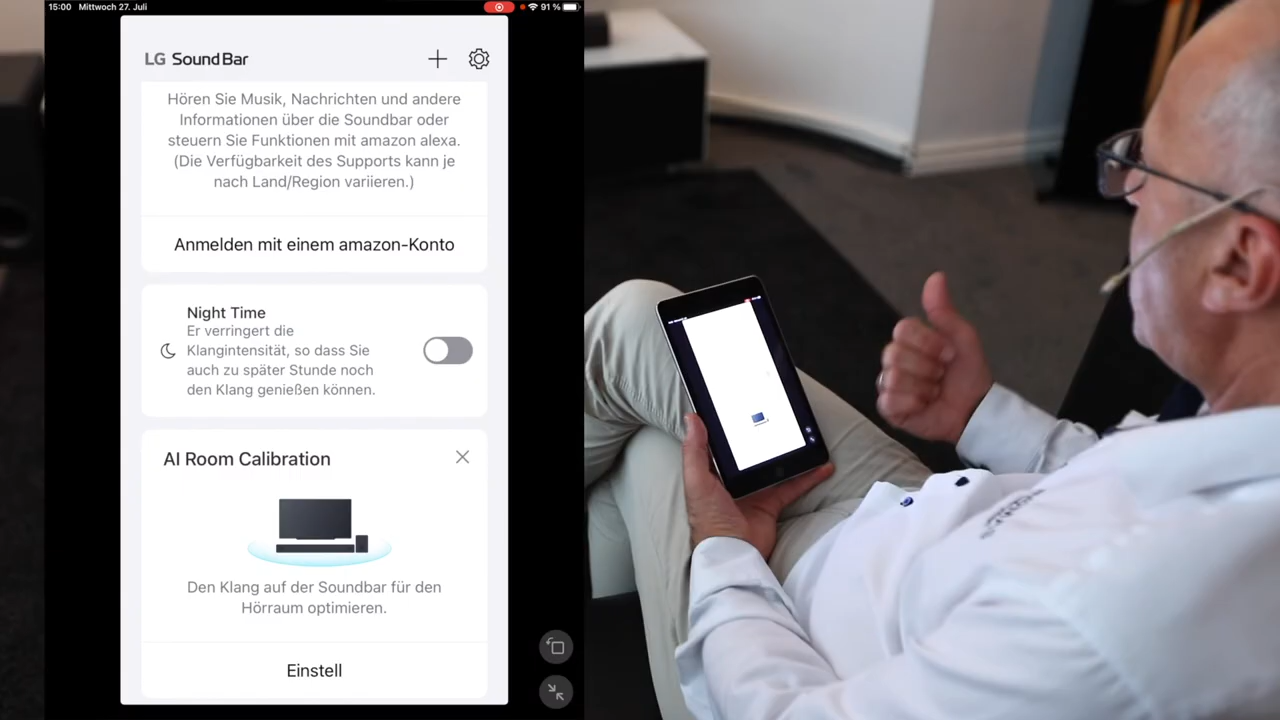 15:00 Mittwoch 27. Juli
91 %
LG SoundBar
Hören Sie Musik, Nachrichten und andere
Informationen über die Soundbar oder
steuern Sie Funktionen mit amazon alexa.
(Die Verfügbarkeit des Supports kann je
nach Land/Region variieren.)
Anmelden mit einem amazon-Konto
Night Time
Er verringert die
Klangintensität, so dass Sie
auch zu später Stunde noch
den Klang genießen können.
AI Room Calibration
Den Klang auf der Soundbar für den
Hörraum optimieren.
Einstell